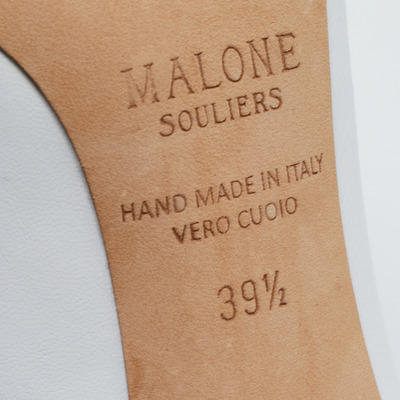 MALONE
SOULIERS
HAND MADE IN ITALY
VERO CUOIO
39½